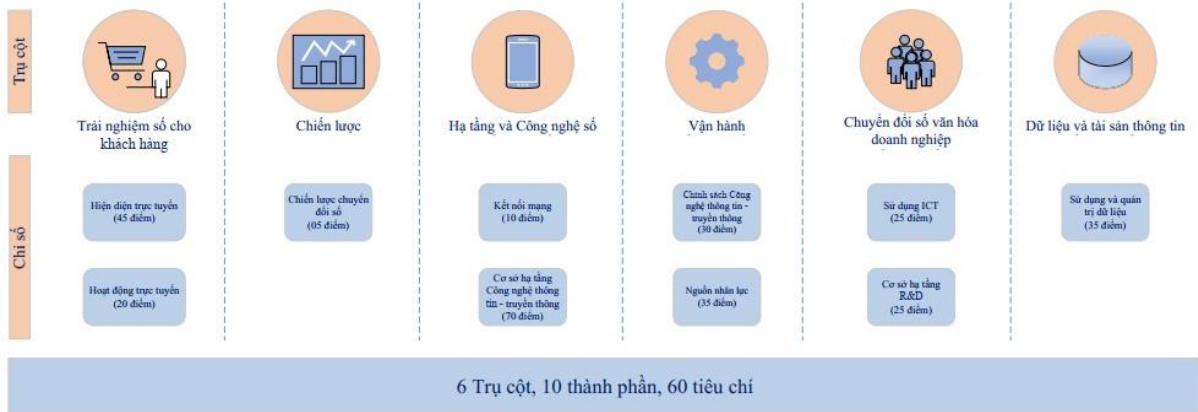 Trụ cột
Trải nghiệm số cho
khách hàng
Chiến lược
Hạ tầng và Công nghệ số
Vận hành
Chuyển đổi số văn hóa
doanh nghiệp
Dữ liệu và tài sản thông tin
Chỉ số
Hiện diện trực tuyến
(45 điểm)
Chiến lược chuyển
đổi số
(05 điểm)
Kết nối mạng
(10 điểm)
Chính sách Công
nghệ thông tin -
truyền thông
(30 điểm)
Sử dụng ICT
(25 điểm)
Sử dụng và quản
trị dữ liệu
(35 điểm)
Hoạt động trực tuyến
(20 điểm)
Cơ sở hạ tầng
Công nghệ thông
tin - truyền thông
(70 điểm)
Nguồn nhân lực
(35 điểm)
Cơ sở hạ tầng
R&D
(25 điểm)
6 Trụ cột, 10 thành phần, 60 tiêu chí